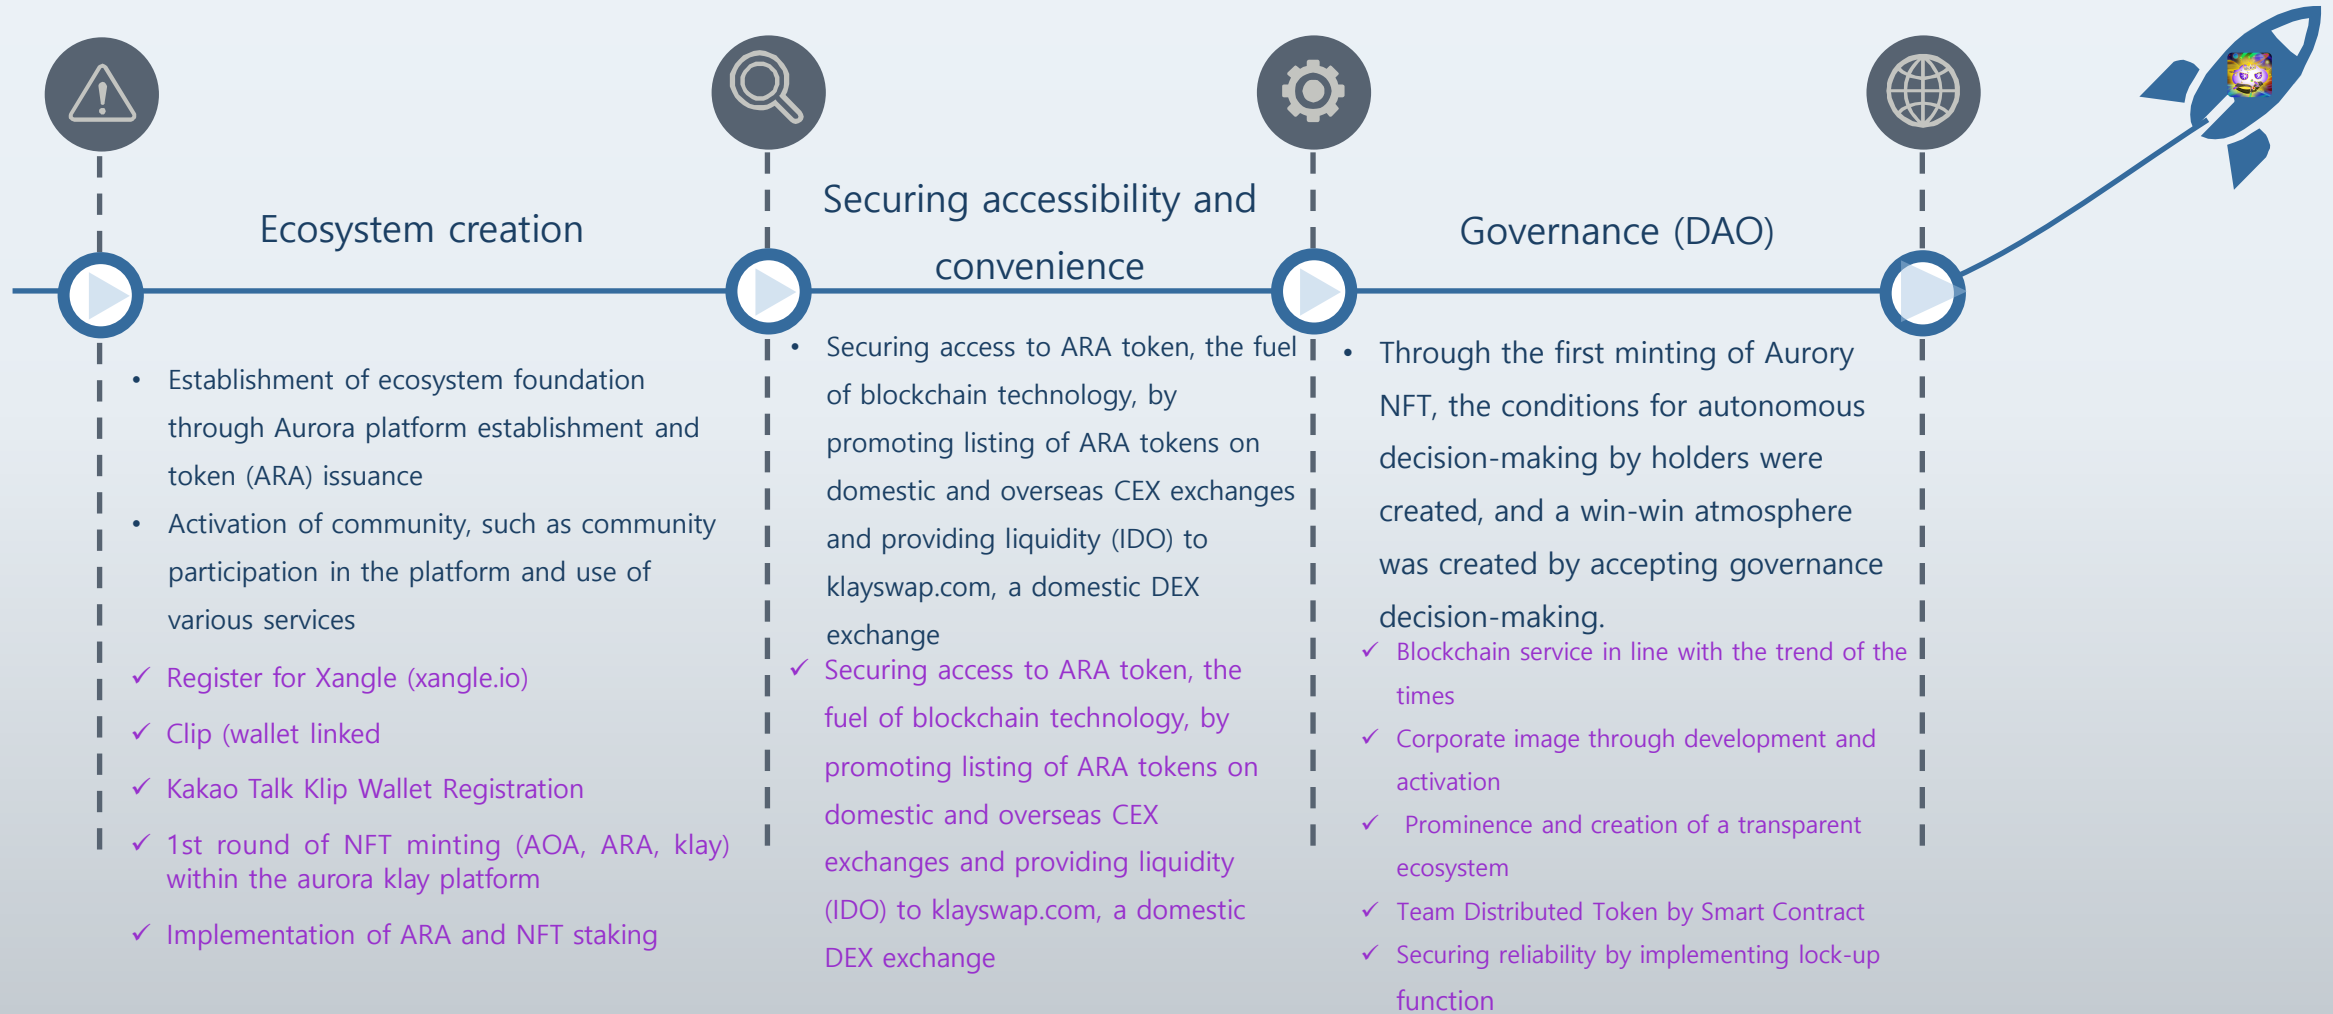 Ecosystem creation
• Establishment of ecosystem foundation
through Aurora platform establishment and
token (ARA) issuance
• Activation of community, such as community
participation in the platform and use of
various services
✓ Register for Xangle (xangle.io)
✓ Clip (wallet linked
✓ Kakao Talk Klip Wallet Registration
✓ 1st round of NFT minting (AOA, ARA, klay)
within the aurora klay platform
✓ Implementation of ARA and NFT staking
Securing accessibility and
convenience
• Securing access to ARA token, the fuel
of blockchain technology, by
promoting listing of ARA tokens on
domestic and overseas CEX exchanges
and providing liquidity (IDO) to
klayswap.com, a domestic DEX
exchange
✓ Securing access to ARA token, the
fuel of blockchain technology, by
promoting listing of ARA tokens on
domestic and overseas CEX
exchanges and providing liquidity
(IDO) to klayswap.com, a domestic
DEX exchange
Governance (DAO)
• Through the first minting of Aurory
NFT, the conditions for autonomous
decision-making by holders were
created, and a win-win atmosphere
was created by accepting governance
decision-making.
✓ Blockchain service in line with the trend of the
times
✓ Corporate image through development and
activation
✓ Prominence and creation of a transparent
ecosystem
✓ Team Distributed Token by Smart Contract
✓ Securing reliability by implementing lock-up
function